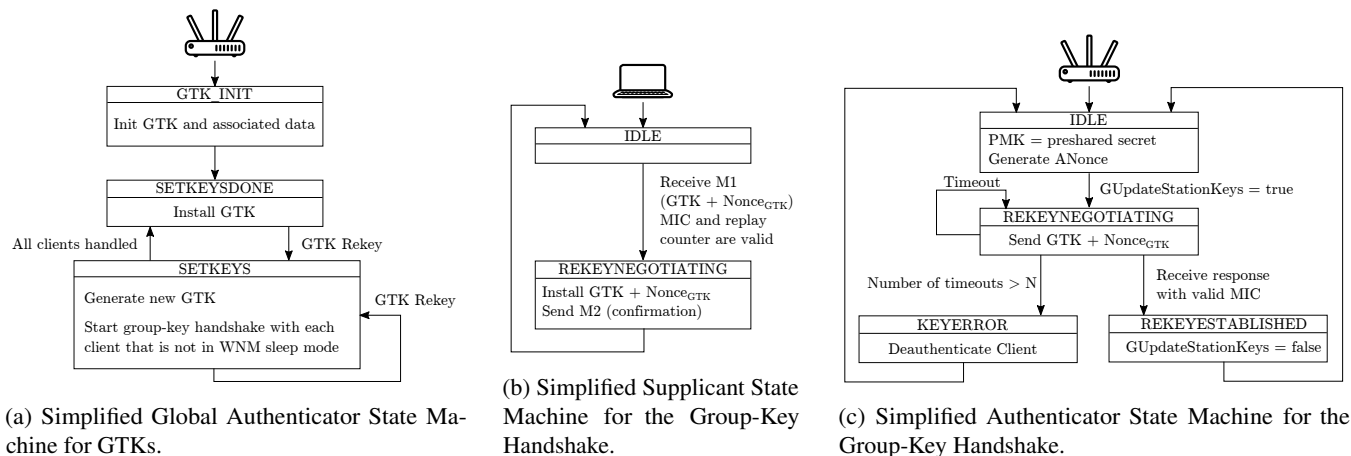 GTK_INIT
Init GTK and associated data
SETKEYSDONE
Install GTK
All clients handled
GTK Rekey
SETKEYS
Generate new GTK
Start group-key handshake with each
client that is not in WNM sleep mode
GTK Rekey
(a) Simplified Global Authenticator State Ma-
chine for GTKs.
IDLE
Receive M1
(GTK + Nonce_GTK)
MIC and replay
counter are valid
REKEYNEGOTIATING
Install GTK + Nonce_GTK
Send M2 (confirmation)
(b) Simplified Supplicant State
Machine for the Group-Key
Handshake.
IDLE
PMK = preshared secret
Generate ANonce
Timeout
GUpdateStationKeys = true
REKEYNEGOTIATING
Send GTK + Nonce_GTK
Number of timeouts > N
Receive response
with valid MIC
KEYERROR
Deauthenticate Client
REKEYESTABLISHED
GUpdateStationKeys = false
(c) Simplified Authenticator State Machine for the
Group-Key Handshake.